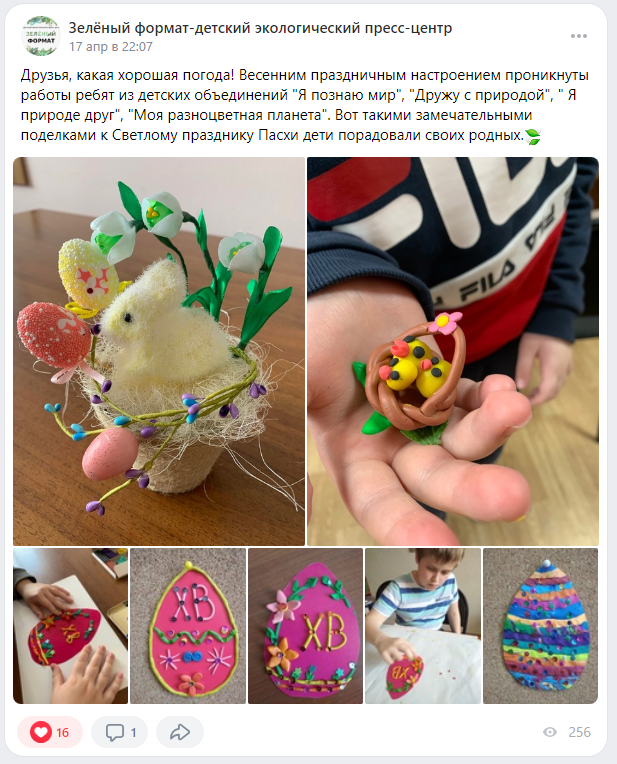 ЗЕЛЁНЫЙ
ФОРМАТ
Зелёный формат-детский экологический пресс-центр
17 апр в 22:07
Друзья, какая хорошая погода! Весенним праздничным настроением проникнуты
работы ребят из детских объединений "Я познаю мир", "Дружу с природой", " Я
природе друг", "Моя разноцветная планета". Вот такими замечательными
поделками к Светлому празднику Пасхи дети порадовали своих родных.
FILA
FILA
ХВ
ХВ
ХВ
ХВ
16
1
256